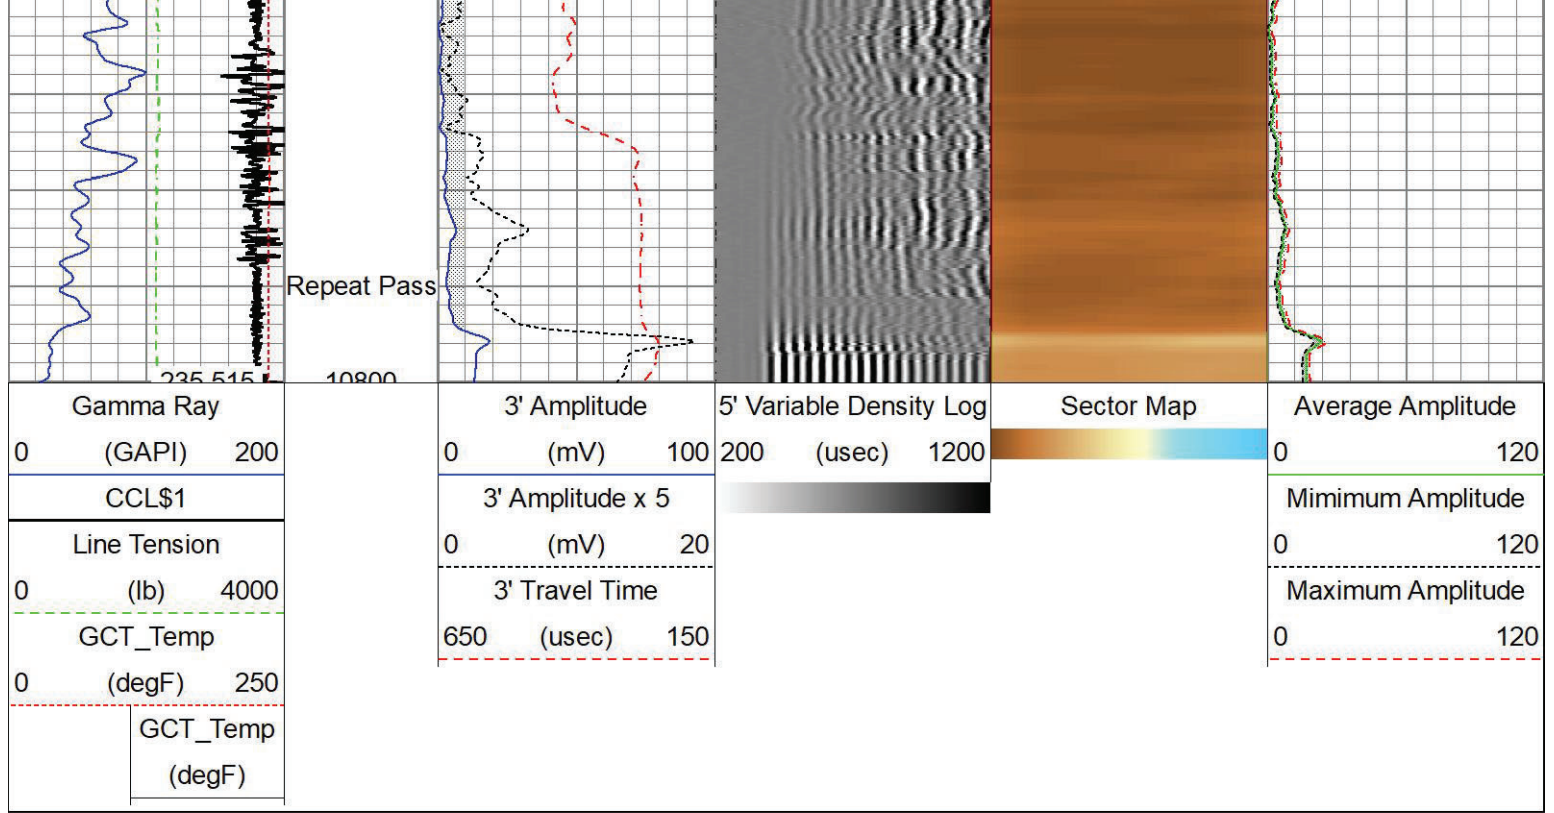 Repeat Pass
235.515
10800
Gamma Ray
0 (GAPI) 200
CCL$1
Line Tension
0 (lb) 4000
GCT_Temp
0 (degF) 250
GCT_Temp
(degF)
3' Amplitude
0 (mV) 100
3' Amplitude x 5
0 (mV) 20
3' Travel Time
650 (usec) 150
5' Variable Density Log
200 (usec) 1200
Sector Map
Average Amplitude
0 120
Mimimum Amplitude
0 120
Maximum Amplitude
0 120